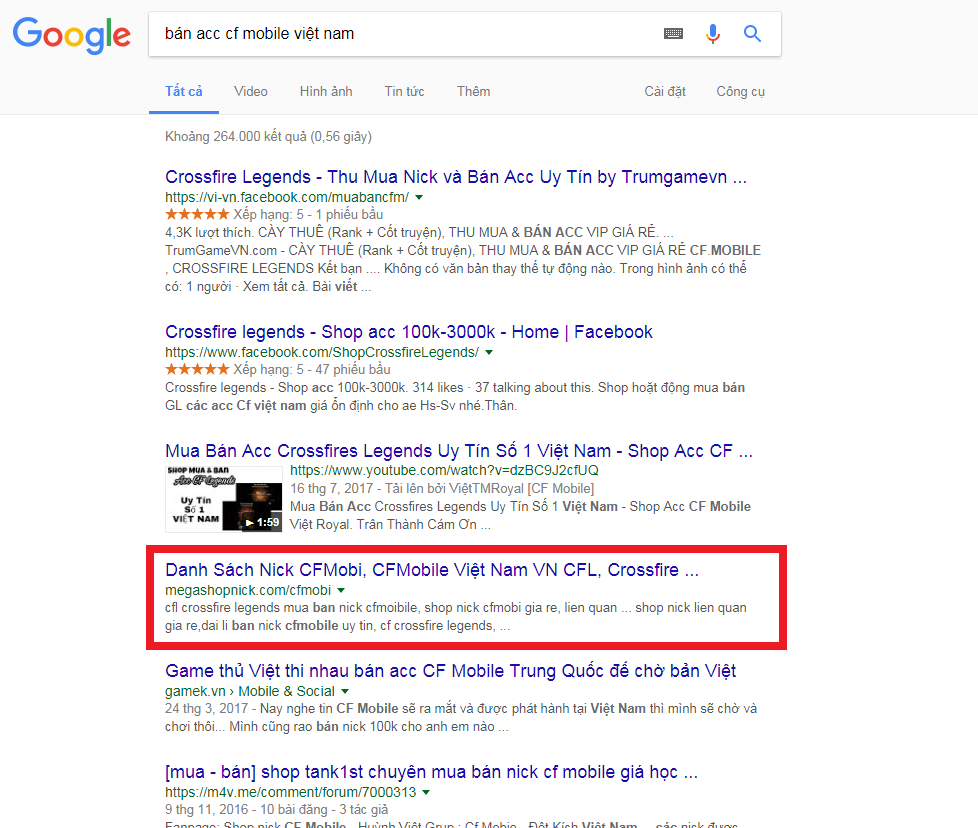 Google
bán acc cf mobile việt nam
Tất cả Video Hình ảnh Tin tức Thêm Cài đặt Công cụ
Khoảng 264.000 kết quả (0,56 giây)
Crossfire Legends - Thu Mua Nick và Bán Acc Uy Tín by Trumgamevn ...
https://vi-vn.facebook.com/muabancfm/
Xếp hạng: 5 - 1 phiếu bầu
4,3K lượt thích. CÀY THUÊ (Rank + Cốt truyện), THU MUA & BÁN ACC VIP GIÁ RẺ. ...
TrumGameVN.com - CÀY THUÊ (Rank + Cốt truyện), THU MUA & BÁN ACC VIP GIÁ RẺ CF.MOBILE
, CROSSFIRE LEGENDS Kết bạn .... Không có văn bản thay thế tự động nào. Trong hình ảnh có thể
có: 1 người · Xem tất cả. Bài viết ...
Crossfire legends - Shop acc 100k-3000k - Home | Facebook
https://www.facebook.com/ShopCrossfireLegends/
Xếp hạng: 5 - 47 phiếu bầu
Crossfire legends - Shop acc 100k-3000k. 314 likes · 37 talking about this. Shop hoạt động mua bán
GL các acc Cf việt nam giá ổn định cho ae Hs-Sv nhé.Thân.
Mua Bán Acc Crossfires Legends Uy Tín Số 1 Việt Nam - Shop Acc CF ...
SHOP MUA & BÁN
Acc CF Legends
Uy Tín
Số 1
VIỆT NAM
1:59
https://www.youtube.com/watch?v=dzBC9J2cfUQ
16 thg 7, 2017 - Tải lên bởi ViệtTMRoyal [CF Mobile]
Mua Bán Acc Crossfires Legends Uy Tín Số 1 Việt Nam - Shop Acc CF Mobile
Việt Royal. Trân Thành Cám Ơn ...
Danh Sách Nick CFMobi, CFMobile Việt Nam VN CFL, Crossfire ...
megashopnick.com/cfmobi
cfl crossfire legends mua ban nick cfmoibile, shop nick cfmobi gia re, lien quan ... shop nick lien quan
gia re,dai li ban nick cfmobile uy tin, cf crossfire legends, ...
Game thủ Việt thi nhau bán acc CF Mobile Trung Quốc để chờ bản Việt
gamek.vn › Mobile & Social
24 thg 3, 2017 - Nay nghe tin CF Mobile sẽ ra mắt và được phát hành tại Việt Nam thì mình sẽ chờ và
chơi thôi... Mình cũng rao bán nick 100k cho anh em nào ...
[mua - bán] shop tank1st chuyên mua bán nick cf mobile giá học ...
https://m4v.me/comment/forum/7000313
9 thg 11, 2016 - 10 bài đăng - 3 tác giả
Fanpage: Shop nick CF Mobile - Huỳnh Việt Grup : Cf Mobie - Đột Kích Việt Nam ... các nick được